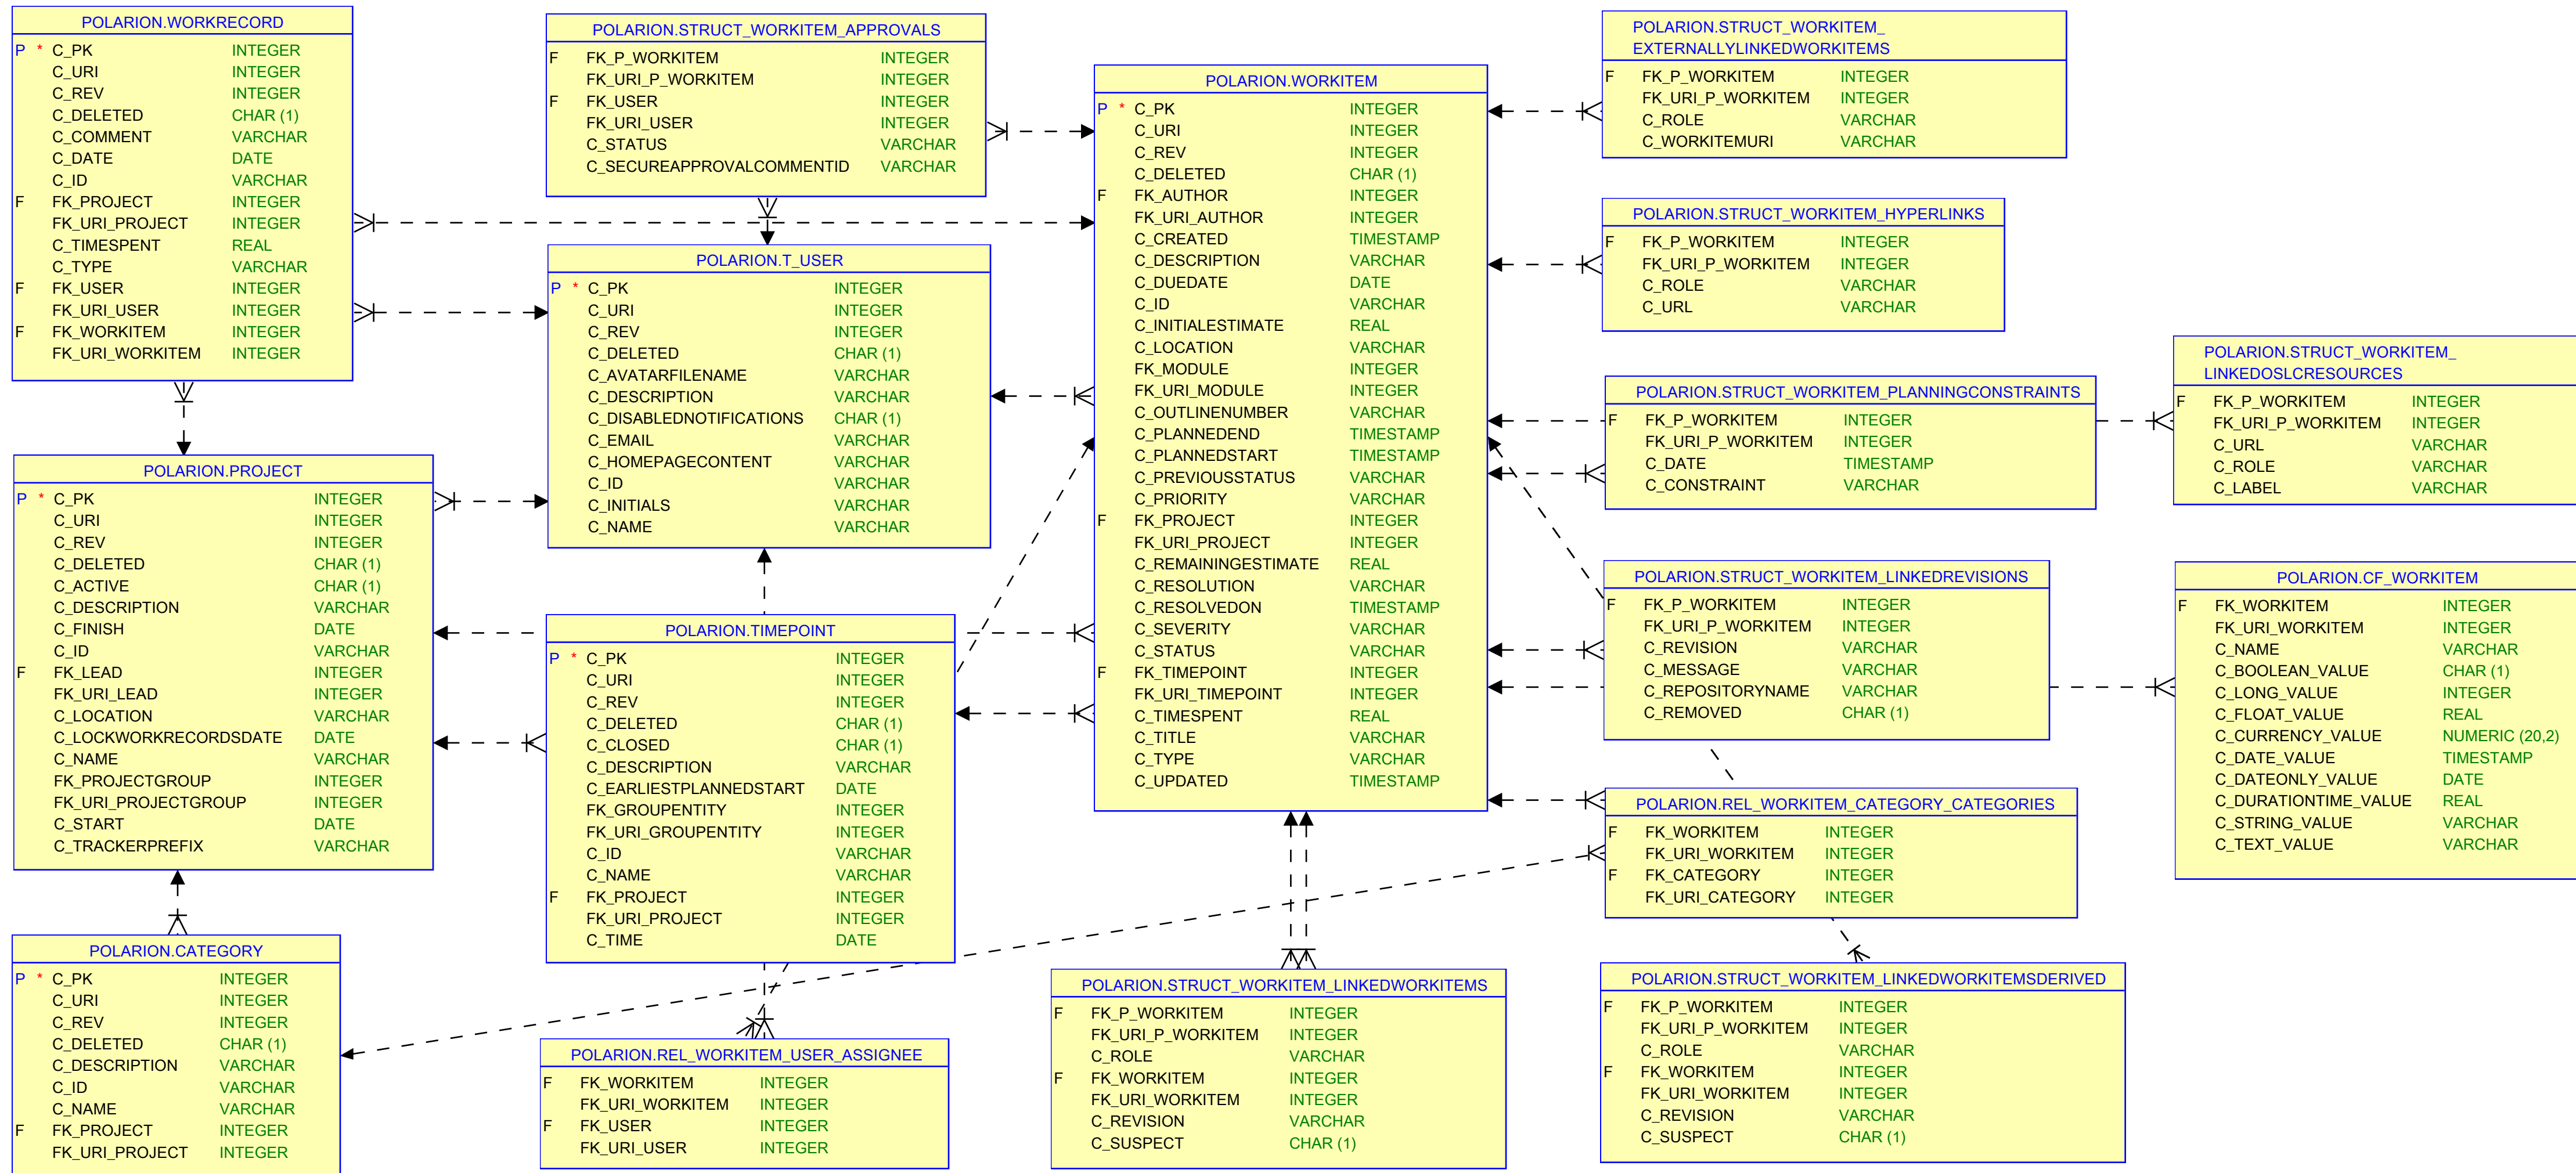 POLARION.WORKRECORD
P * C_PK INTEGER
C_URI INTEGER
C_REV INTEGER
C_DELETED CHAR (1)
C_COMMENT VARCHAR
C_DATE DATE
C_ID VARCHAR
F FK_PROJECT INTEGER
FK_URI_PROJECT INTEGER
C_TIMESPENT REAL
C_TYPE VARCHAR
F FK_USER INTEGER
FK_URI_USER INTEGER
F FK_WORKITEM INTEGER
FK_URI_WORKITEM INTEGER
POLARION.PROJECT
P * C_PK INTEGER
C_URI INTEGER
C_REV INTEGER
C_DELETED CHAR (1)
C_ACTIVE CHAR (1)
C_DESCRIPTION VARCHAR
C_FINISH DATE
C_ID VARCHAR
F FK_LEAD INTEGER
FK_URI_LEAD INTEGER
C_LOCATION VARCHAR
C_LOCKWORKRECORDSDATE DATE
C_NAME VARCHAR
FK_PROJECTGROUP INTEGER
FK_URI_PROJECTGROUP INTEGER
C_START DATE
C_TRACKERPREFIX VARCHAR
POLARION.CATEGORY
P * C_PK INTEGER
C_URI INTEGER
C_REV INTEGER
C_DELETED CHAR (1)
C_DESCRIPTION VARCHAR
C_ID VARCHAR
C_NAME VARCHAR
F FK_PROJECT INTEGER
FK_URI_PROJECT INTEGER
POLARION.STRUCT_WORKITEM_APPROVALS
F FK_P_WORKITEM INTEGER
FK_URI_P_WORKITEM INTEGER
F FK_USER INTEGER
FK_URI_USER INTEGER
C_STATUS VARCHAR
C_SECUREAPPROVALCOMMENTID VARCHAR
POLARION.T_USER
P * C_PK INTEGER
C_URI INTEGER
C_REV INTEGER
C_DELETED CHAR (1)
C_AVATARFILENAME VARCHAR
C_DESCRIPTION VARCHAR
C_DISABLEDNOTIFICATIONS CHAR (1)
C_EMAIL VARCHAR
C_HOMEPAGECONTENT VARCHAR
C_ID VARCHAR
C_INITIALS VARCHAR
C_NAME VARCHAR
POLARION.TIMEPOINT
P * C_PK INTEGER
C_URI INTEGER
C_REV INTEGER
C_DELETED CHAR (1)
C_CLOSED CHAR (1)
C_DESCRIPTION VARCHAR
C_EARLIESTPLANNEDSTART DATE
FK_GROUPENTITY INTEGER
FK_URI_GROUPENTITY INTEGER
C_ID VARCHAR
C_NAME VARCHAR
F FK_PROJECT INTEGER
FK_URI_PROJECT INTEGER
C_TIME DATE
POLARION.REL_WORKITEM_USER_ASSIGNEE
F FK_WORKITEM INTEGER
FK_URI_WORKITEM INTEGER
F FK_USER INTEGER
FK_URI_USER INTEGER
POLARION.WORKITEM
P * C_PK INTEGER
C_URI INTEGER
C_REV INTEGER
C_DELETED CHAR (1)
F FK_AUTHOR INTEGER
FK_URI_AUTHOR INTEGER
C_CREATED TIMESTAMP
C_DESCRIPTION VARCHAR
C_DUEDATE DATE
C_ID VARCHAR
C_INITIALESTIMATE REAL
C_LOCATION VARCHAR
FK_MODULE INTEGER
FK_URI_MODULE INTEGER
C_OUTLINENUMBER VARCHAR
C_PLANNEDEND TIMESTAMP
C_PLANNEDSTART TIMESTAMP
C_PREVIOUSSTATUS VARCHAR
C_PRIORITY VARCHAR
F FK_PROJECT INTEGER
FK_URI_PROJECT INTEGER
C_REMAININGESTIMATE REAL
C_RESOLUTION VARCHAR
C_RESOLVEDON TIMESTAMP
C_SEVERITY VARCHAR
C_STATUS VARCHAR
F FK_TIMEPOINT INTEGER
FK_URI_TIMEPOINT INTEGER
C_TIMESPENT REAL
C_TITLE VARCHAR
C_TYPE VARCHAR
C_UPDATED TIMESTAMP
POLARION.STRUCT_WORKITEM_LINKEDWORKITEMS
F FK_P_WORKITEM INTEGER
FK_URI_P_WORKITEM INTEGER
C_ROLE VARCHAR
F FK_WORKITEM INTEGER
FK_URI_WORKITEM INTEGER
C_REVISION VARCHAR
C_SUSPECT CHAR (1)
POLARION.STRUCT_WORKITEM_
EXTERNALLYLINKEDWORKITEMS
F FK_P_WORKITEM INTEGER
FK_URI_P_WORKITEM INTEGER
C_ROLE VARCHAR
C_WORKITEMURI VARCHAR
POLARION.STRUCT_WORKITEM_HYPERLINKS
F FK_P_WORKITEM INTEGER
FK_URI_P_WORKITEM INTEGER
C_ROLE VARCHAR
C_URL VARCHAR
POLARION.STRUCT_WORKITEM_PLANNINGCONSTRAINTS
F FK_P_WORKITEM INTEGER
FK_URI_P_WORKITEM INTEGER
C_DATE TIMESTAMP
C_CONSTRAINT VARCHAR
POLARION.STRUCT_WORKITEM_LINKEDREVISIONS
F FK_P_WORKITEM INTEGER
FK_URI_P_WORKITEM INTEGER
C_REVISION VARCHAR
C_MESSAGE VARCHAR
C_REPOSITORYNAME VARCHAR
C_REMOVED CHAR (1)
POLARION.REL_WORKITEM_CATEGORY_CATEGORIES
F FK_WORKITEM INTEGER
FK_URI_WORKITEM INTEGER
F FK_CATEGORY INTEGER
FK_URI_CATEGORY INTEGER
POLARION.STRUCT_WORKITEM_LINKEDWORKITEMSDERIVED
F FK_P_WORKITEM INTEGER
FK_URI_P_WORKITEM INTEGER
C_ROLE VARCHAR
F FK_WORKITEM INTEGER
FK_URI_WORKITEM INTEGER
C_REVISION VARCHAR
C_SUSPECT CHAR (1)
POLARION.STRUCT_WORKITEM_
LINKEDOSLCRESOURCES
F FK_P_WORKITEM INTEGER
FK_URI_P_WORKITEM INTEGER
C_URL VARCHAR
C_ROLE VARCHAR
C_LABEL VARCHAR
POLARION.CF_WORKITEM
F FK_WORKITEM INTEGER
FK_URI_WORKITEM INTEGER
C_NAME VARCHAR
C_BOOLEAN_VALUE CHAR (1)
C_LONG_VALUE INTEGER
C_FLOAT_VALUE REAL
C_CURRENCY_VALUE NUMERIC (20,2)
C_DATE_VALUE TIMESTAMP
C_DATEONLY_VALUE DATE
C_DURATIONTIME_VALUE REAL
C_STRING_VALUE VARCHAR
C_TEXT_VALUE VARCHAR